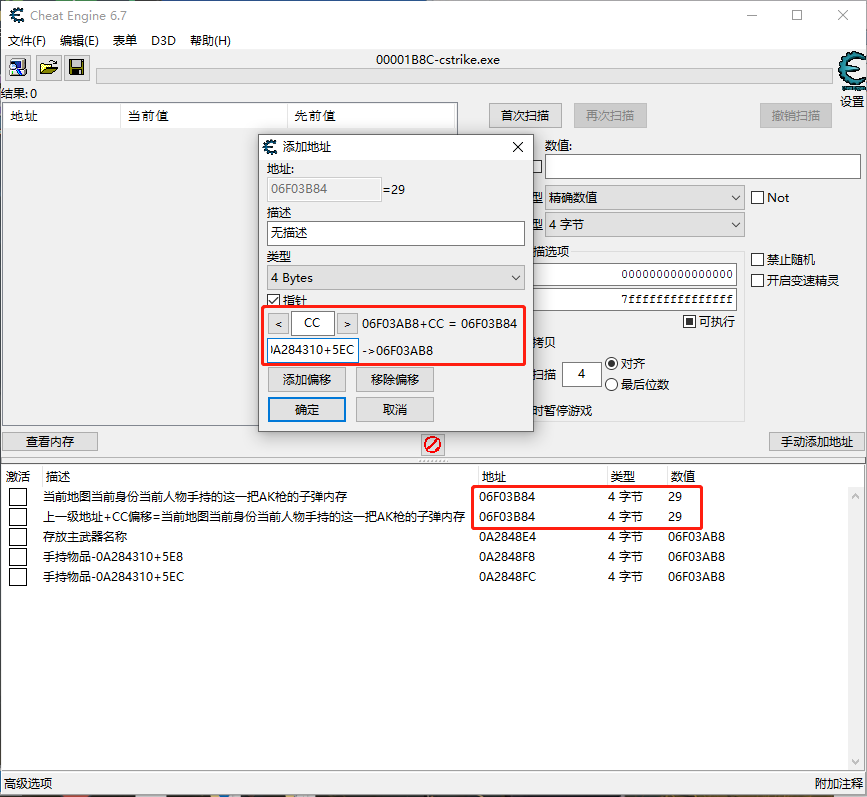 Cheat Engine 6.7
文件(F) 编辑(E) 表单 D3D 帮助(H)
00001B8C-cstrike.exe
设置
结果: 0
地址 当前值 先前值
首次扫描 再次扫描 撤销扫描
数值:
型 精确数值 Not
型 4 字节
描选项
0000000000000000
7fffffffffffffff
禁止随机
开启变速精灵
可执行
拷贝
扫描 4 对齐
最后位数
时暂停游戏
添加地址
地址:
06F03B84 =29
描述
无描述
类型
4 Bytes
指针
< CC > 06F03AB8+CC = 06F03B84
0A284310+5EC ->06F03AB8
添加偏移 移除偏移
确定 取消
查看内存 手动添加地址
激活 描述 地址 类型 数值
当前地图当前身份当前人物手持的这一把AK枪的子弹内存 06F03B84 4 字节 29
上一级地址+CC偏移=当前地图当前身份当前人物手持的这一把AK枪的子弹内存 06F03B84 4 字节 29
存放主武器名称 0A2848E4 4 字节 06F03AB8
手持物品-0A284310+5E8 0A2848F8 4 字节 06F03AB8
手持物品-0A284310+5EC 0A2848FC 4 字节 06F03AB8
高级选项 附加注释